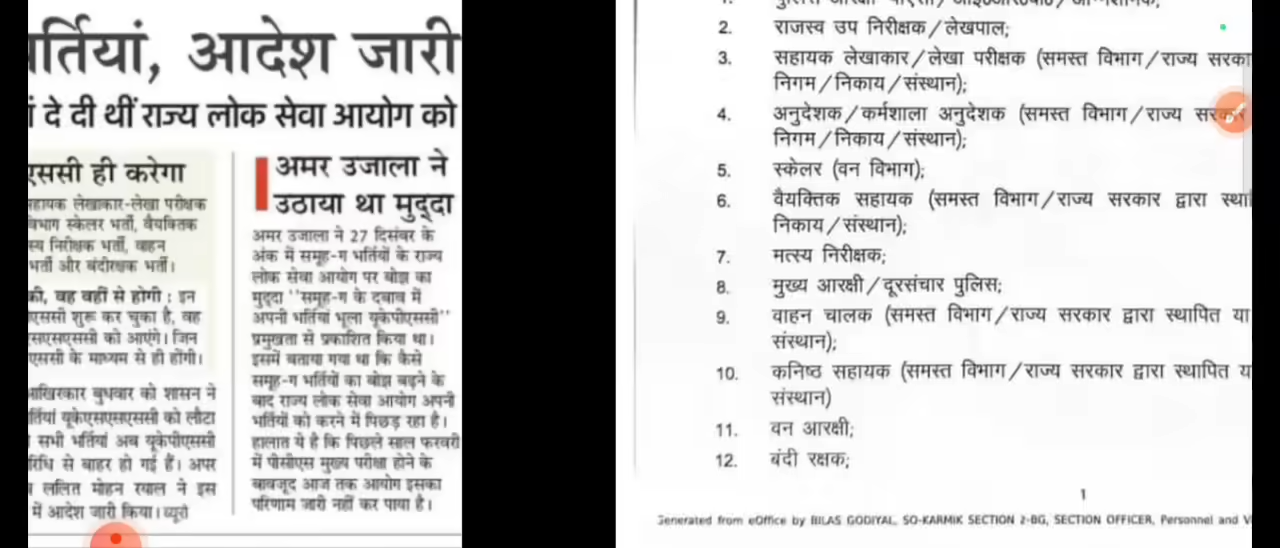 भर्तियां, आदेश जारी
दे दी थीं राज्य लोक सेवा आयोग को
एससी ही करेगा
सहायक लेखाकार-लेखा परीक्षक
विभाग स्केलर भर्ती, वैयक्तिक
निरीक्षक भर्ती, वाहन
भर्ती और बंदीरक्षक भर्ती।
की, वह वहीं से होगी : इन
एससी शुरू कर चुका है, वह
एसएसएससी को आएंगे। जिन
एससी के माध्यम से ही होंगी।
आखिरकार बुधवार को शासन ने
र्तियां यूकेएसएसएससी को लौटा
सभी भर्तियां अब यूकेपीएससी
रिधि से बाहर हो गई हैं। अपर
ललित मोहन रयाल ने इस
में आदेश जारी किया। ब्यूरो
अमर उजाला ने
उठाया था मुद्दा
अमर उजाला ने 27 दिसंबर के
अंक में समूह-ग भर्तियों के राज्य
लोक सेवा आयोग पर बोझ का
मुद्दा ''समूह-ग के दबाव में
अपनी भर्तियां भूला यूकेपीएससी''
प्रमुखता से प्रकाशित किया था।
इसमें बताया गया था कि कैसे
समूह-ग भर्तियों का बोझ बढ़ने के
बाद राज्य लोक सेवा आयोग अपनी
भर्तियों को करने में पिछड़ रहा है।
हालात ये है कि पिछले साल फरवरी
में पीसीएस मुख्य परीक्षा होने के
बावजूद आज तक आयोग इसका
परिणाम जारी नहीं कर पाया है।
2. राजस्व उप निरीक्षक/लेखपाल;
3. सहायक लेखाकार/लेखा परीक्षक (समस्त विभाग/राज्य सरका
निगम/निकाय/संस्थान);
4. अनुदेशक/कर्मशाला अनुदेशक (समस्त विभाग/राज्य सरकार
निगम/निकाय/संस्थान);
5. स्केलर (वन विभाग);
6. वैयक्तिक सहायक (समस्त विभाग/राज्य सरकार द्वारा स्था
निकाय/संस्थान);
7. मत्स्य निरीक्षक;
8. मुख्य आरक्षी/दूरसंचार पुलिस;
9. वाहन चालक (समस्त विभाग/राज्य सरकार द्वारा स्थापित या
संस्थान);
10. कनिष्ठ सहायक (समस्त विभाग/राज्य सरकार द्वारा स्थापित य
संस्थान)
11. वन आरक्षी;
12. बंदी रक्षक;
1
Generated from eOffice by BILAS GODIYAL, SO-KARMIK SECTION 2-BG, SECTION OFFICER, Personnel and V